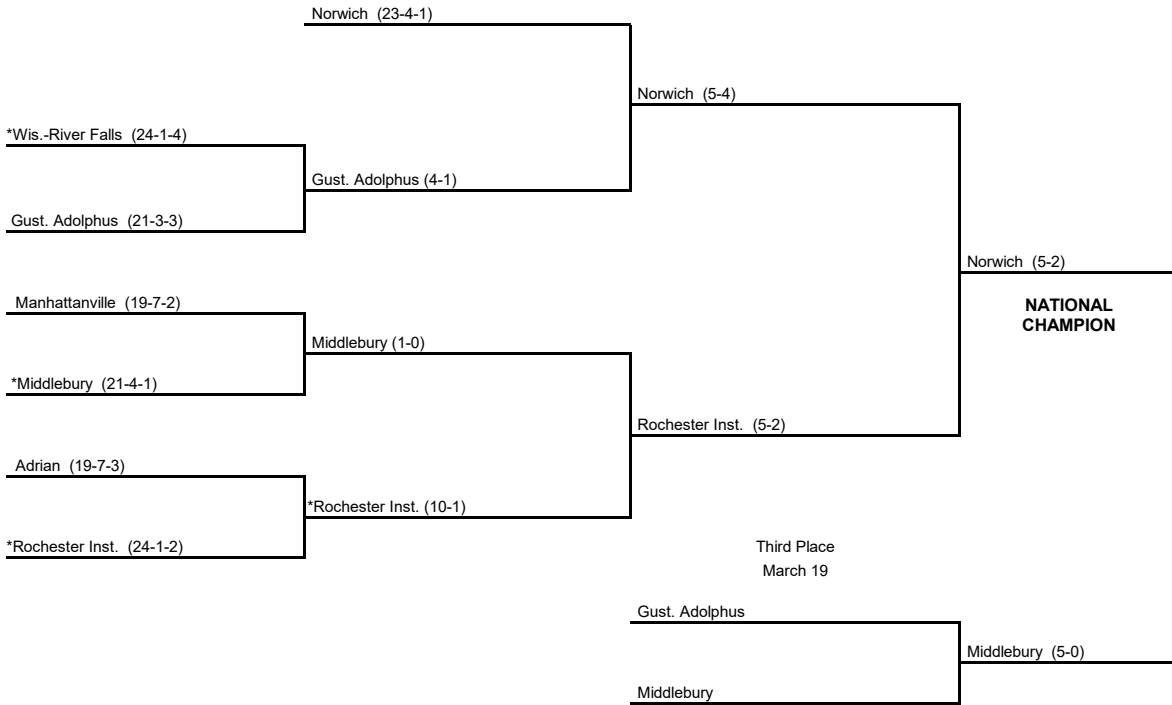 Norwich (23-4-1)
Norwich (5-4)
*Wis.-River Falls (24-1-4)
Gust. Adolphus (4-1)
Gust. Adolphus (21-3-3)
Norwich (5-2)
Manhattanville (19-7-2)
NATIONAL
CHAMPION
Middlebury (1-0)
*Middlebury (21-4-1)
Rochester Inst. (5-2)
Adrian (19-7-3)
*Rochester Inst. (10-1)
*Rochester Inst. (24-1-2)
Third Place
March 19
Gust. Adolphus
Middlebury (5-0)
Middlebury